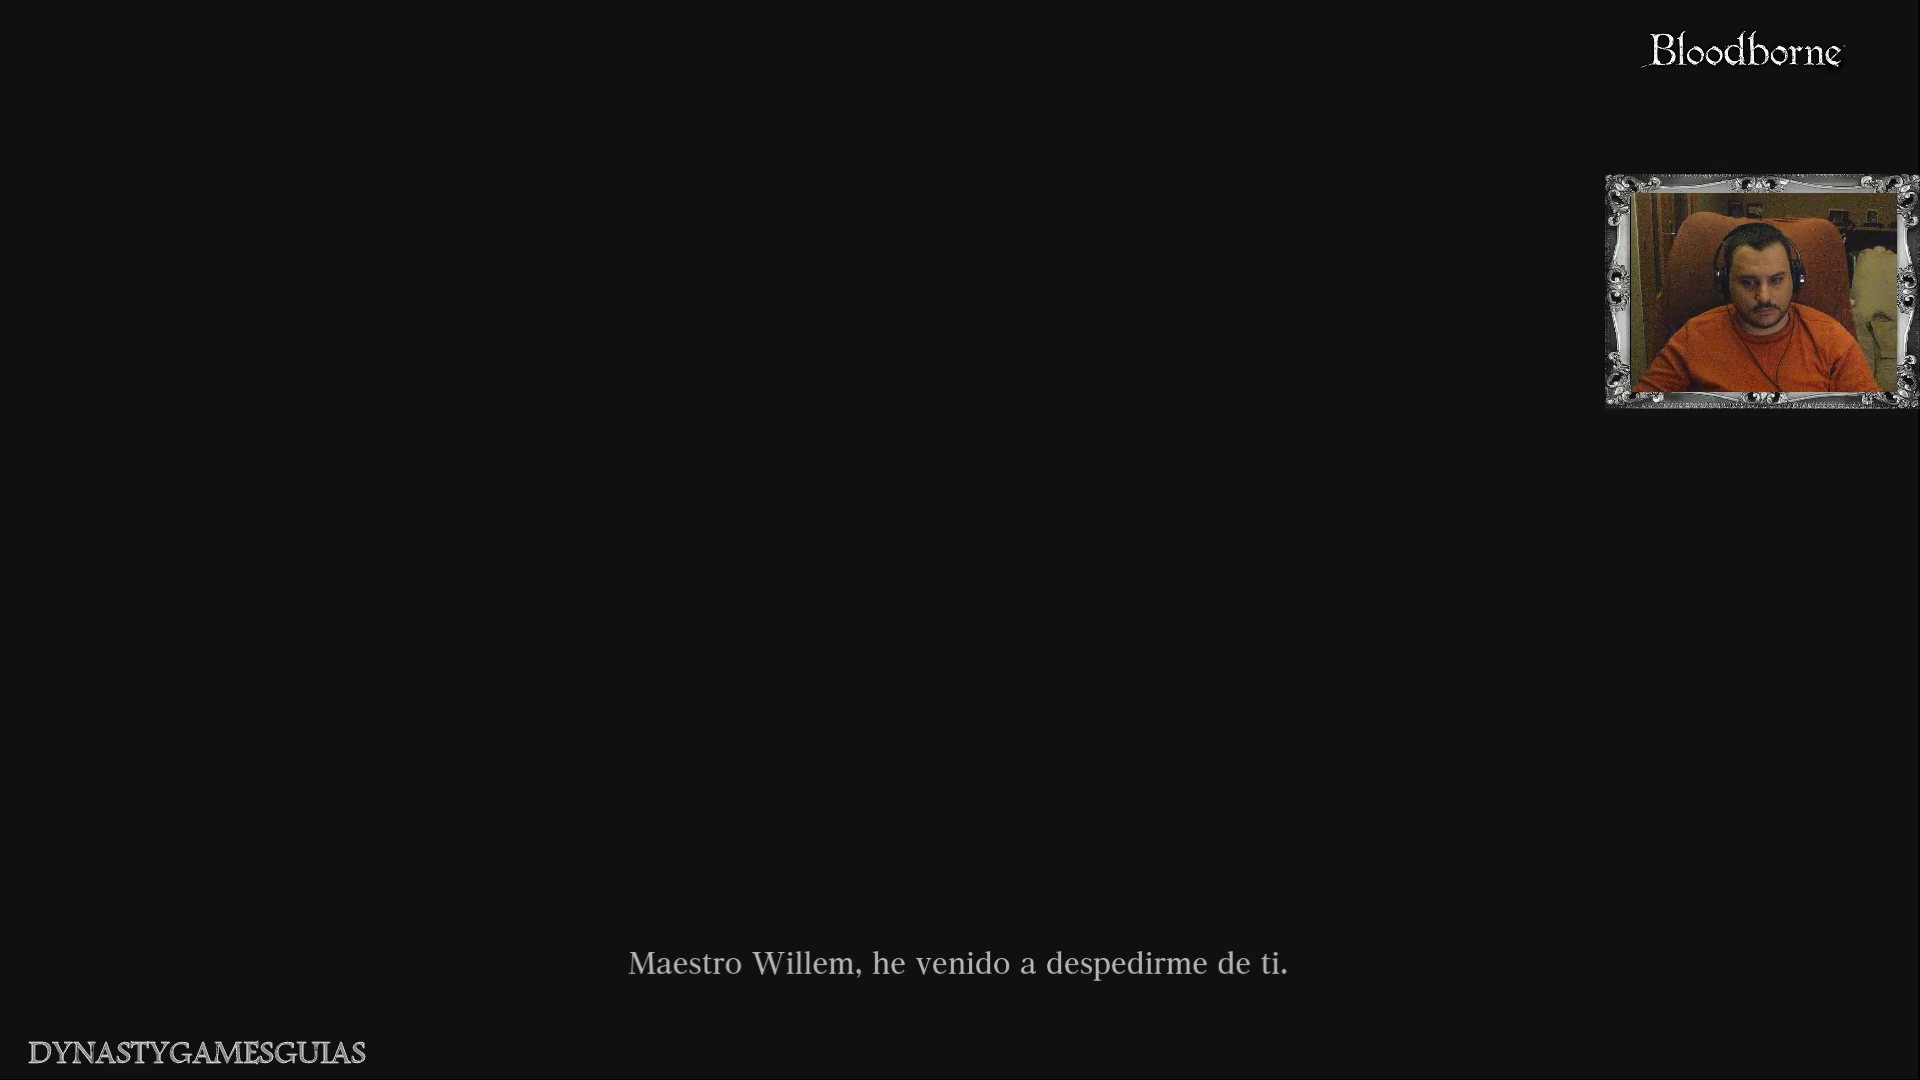 Bloodborne
Maestro Willem, he venido a despedirme de ti.
DYNASTYGAMESGUIAS